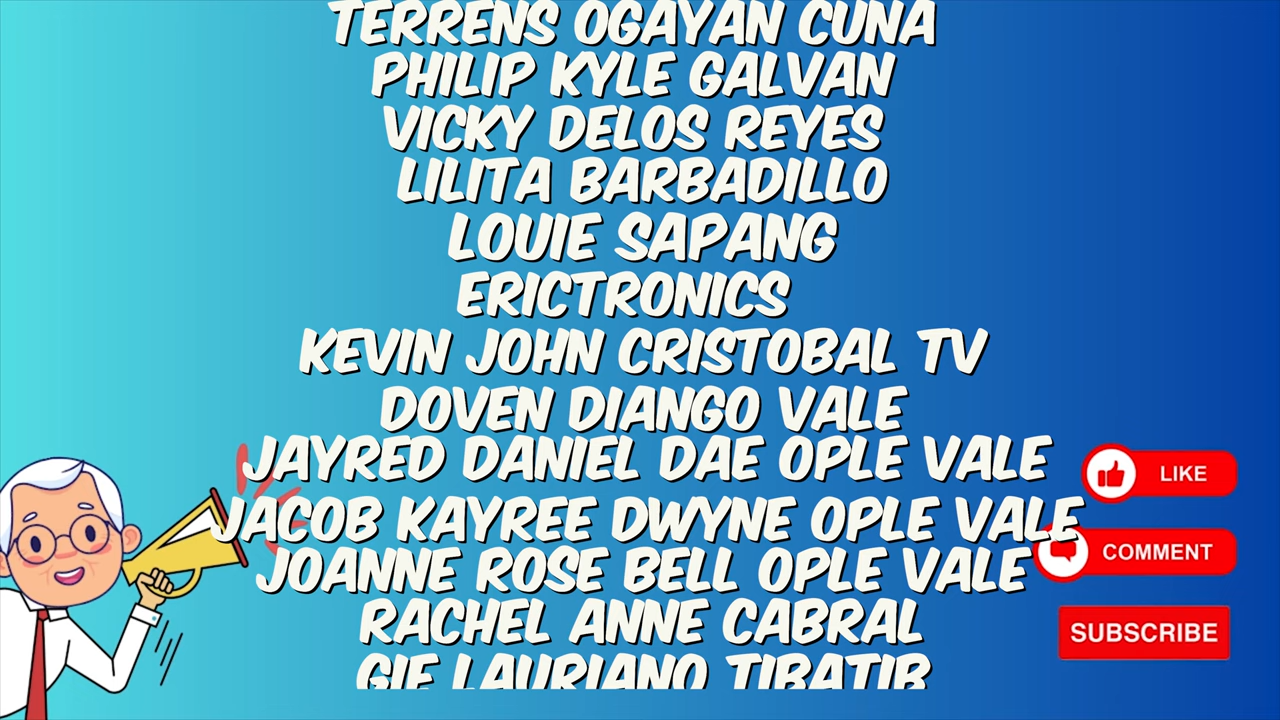 TERRENS OGAYAN CUNA
PHILIP KYLE GALVAN
VICKY DELOS REYES
LILITA BARBADILLO
LOUIE SAPANG
ERICTRONICS
KEVIN JOHN CRISTOBAL TV
DOVEN DIANGO VALE
JAYRED DANIEL DAE OPLE VALE
LIKE
JACOB KAYREE DWYNE OPLE VALE
COMMENT
JOANNE ROSE BELL OPLE VALE
RACHEL ANNE CABRAL
SUBSCRIBE
LAURIANO TIBATIB